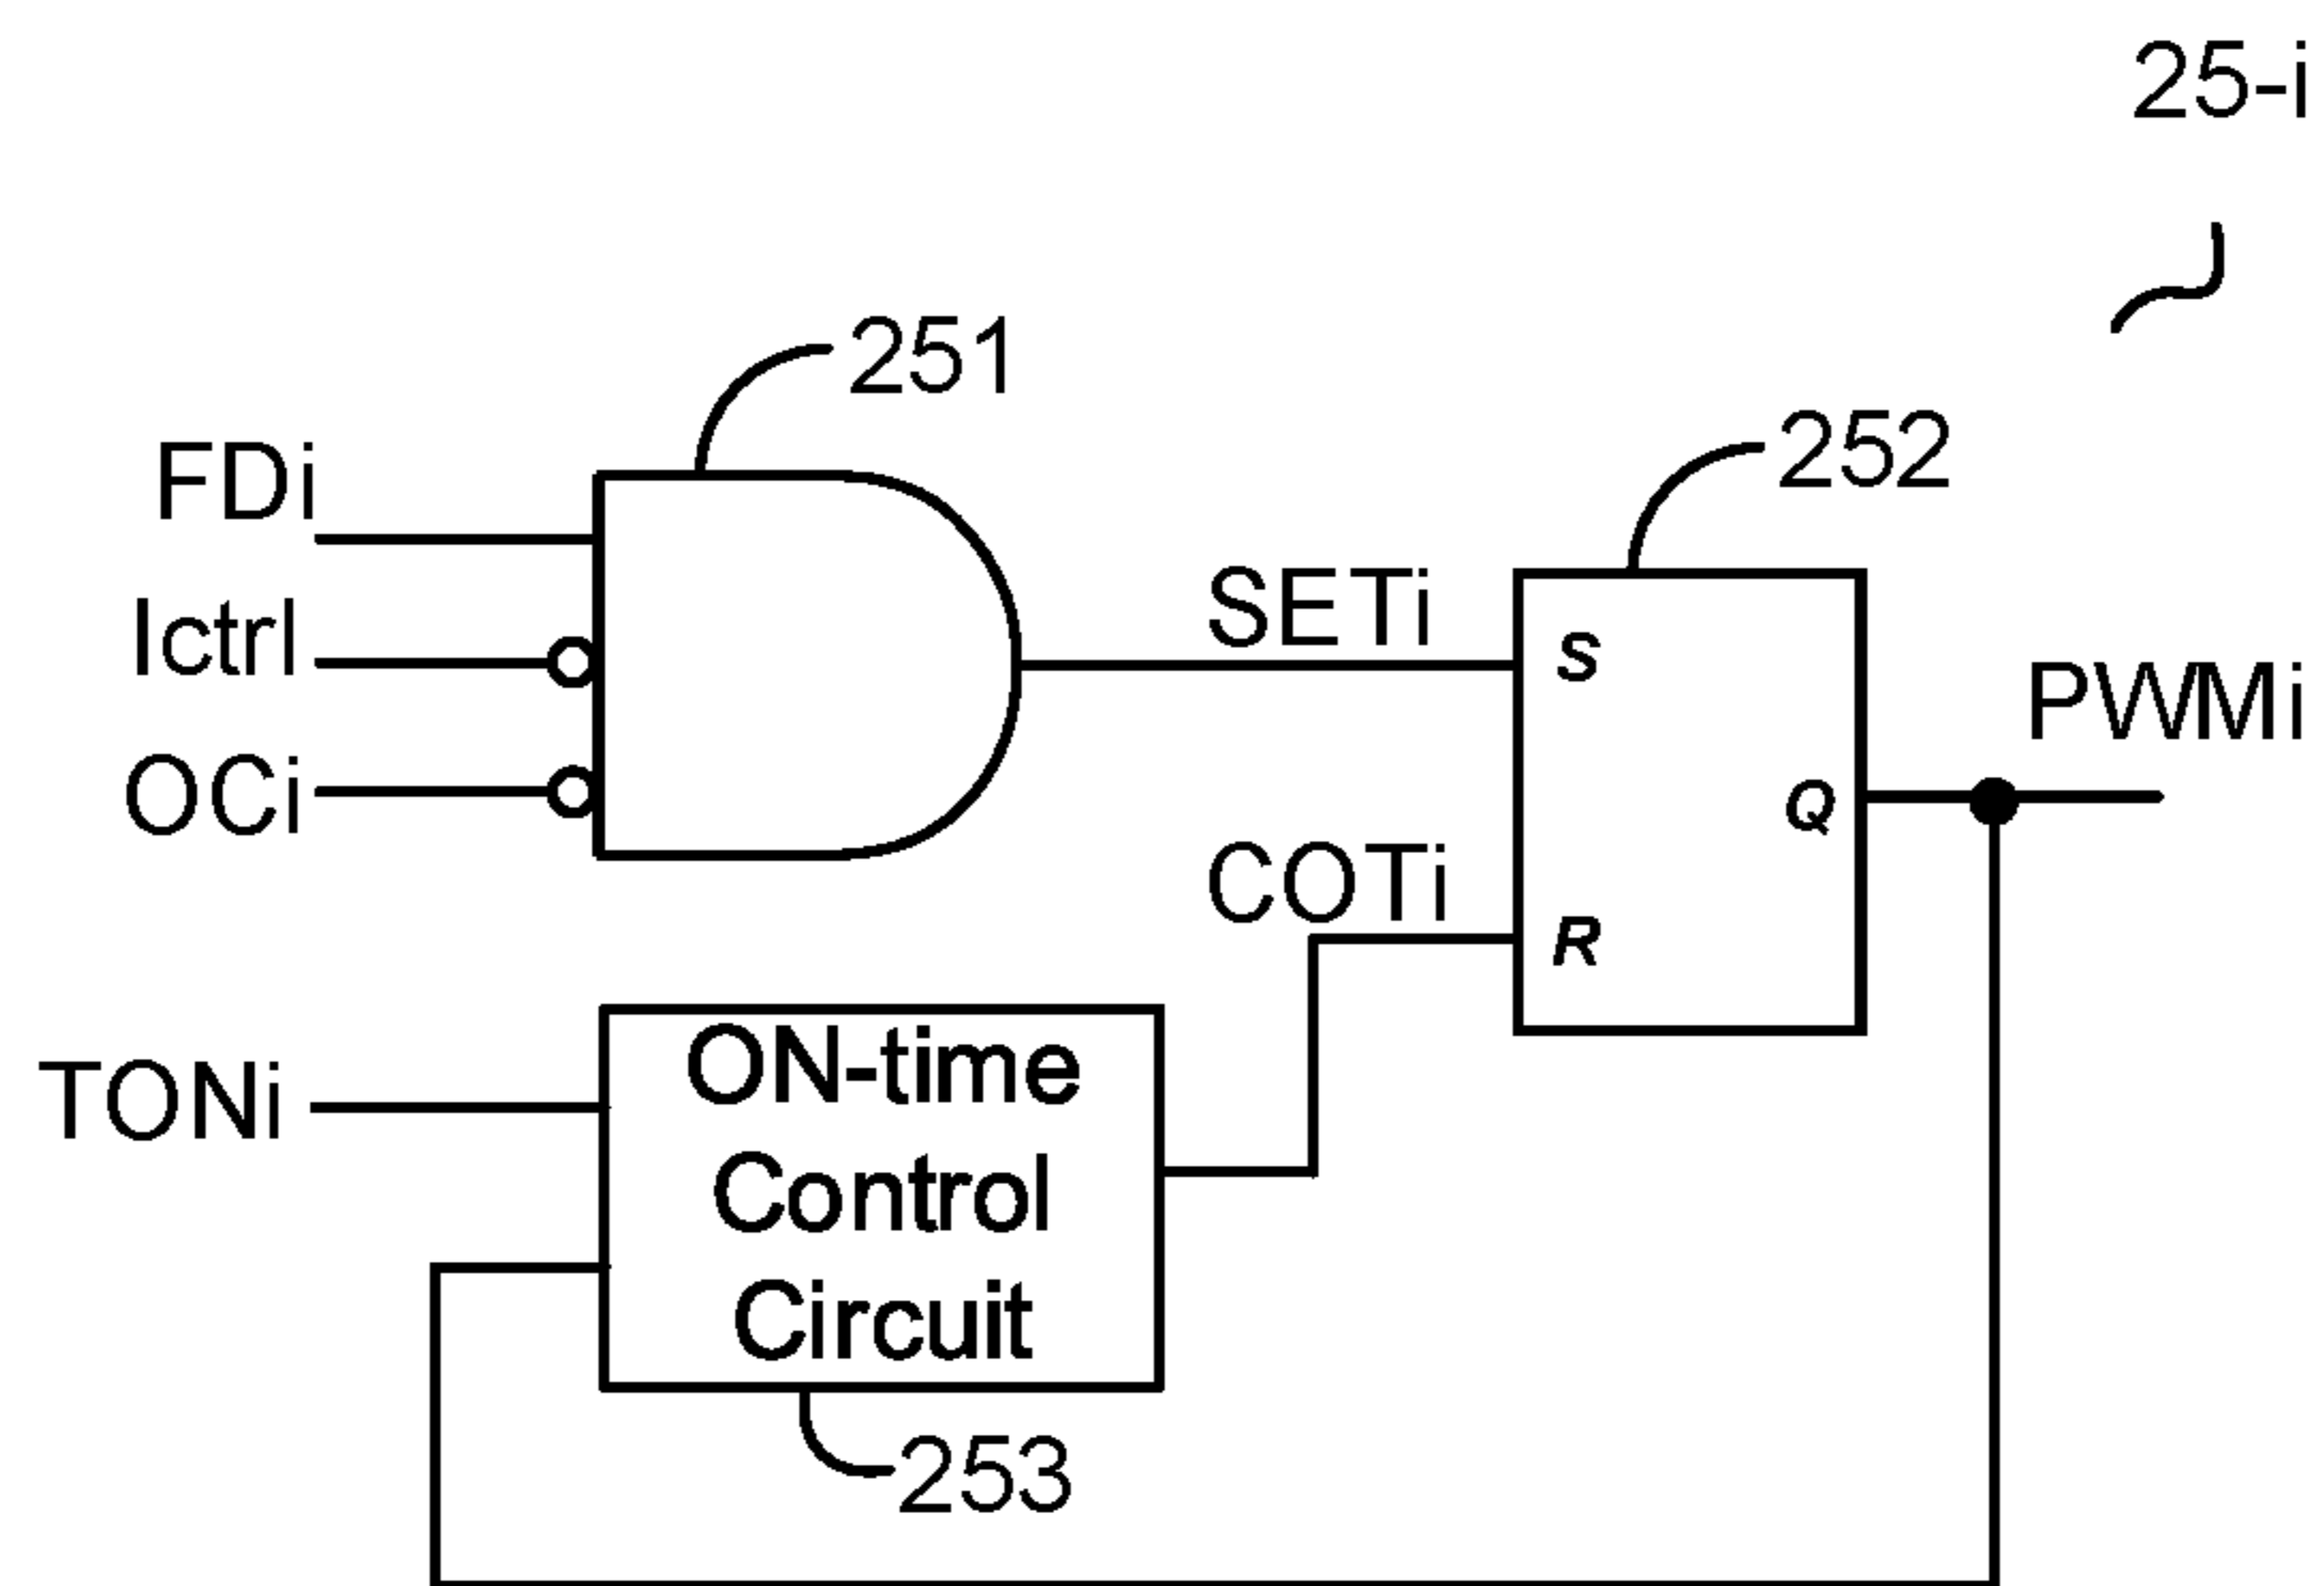 25-i
251
252
FDi
Ictrl
OCi
SETi
S
PWMi
Q
COTi
R
TONi
ON-time
Control
Circuit
253